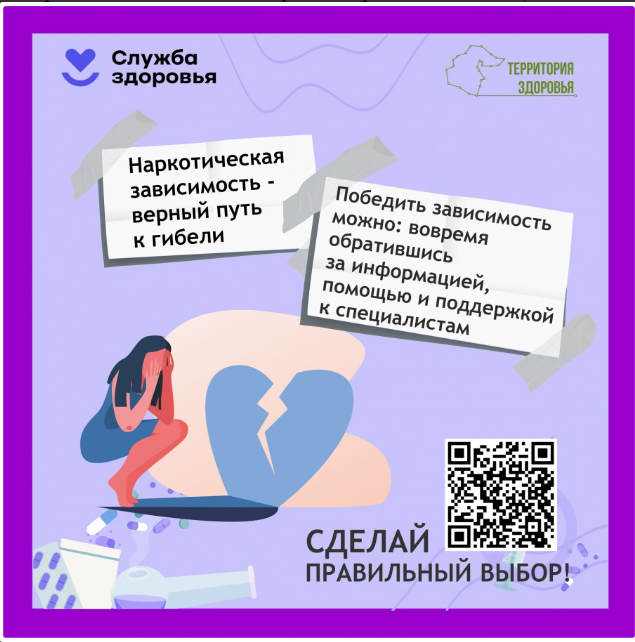 Служба
здоровья
ТЕРРИТОРИЯ
ЗДОРОВЬЯ
Наркотическая
зависимость -
верный путь
к гибели
Победить зависимость
можно: вовремя
обратившись
за информацией,
помощью и поддержкой
к специалистам
СДЕЛАЙ
ПРАВИЛЬНЫЙ ВЫБОР!